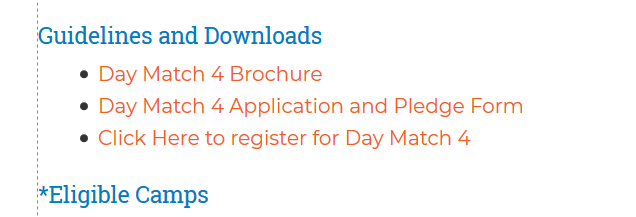 Guidelines and Downloads
Day Match 4 Brochure
Day Match 4 Application and Pledge Form
Click Here to register for Day Match 4
*Eligible Camps